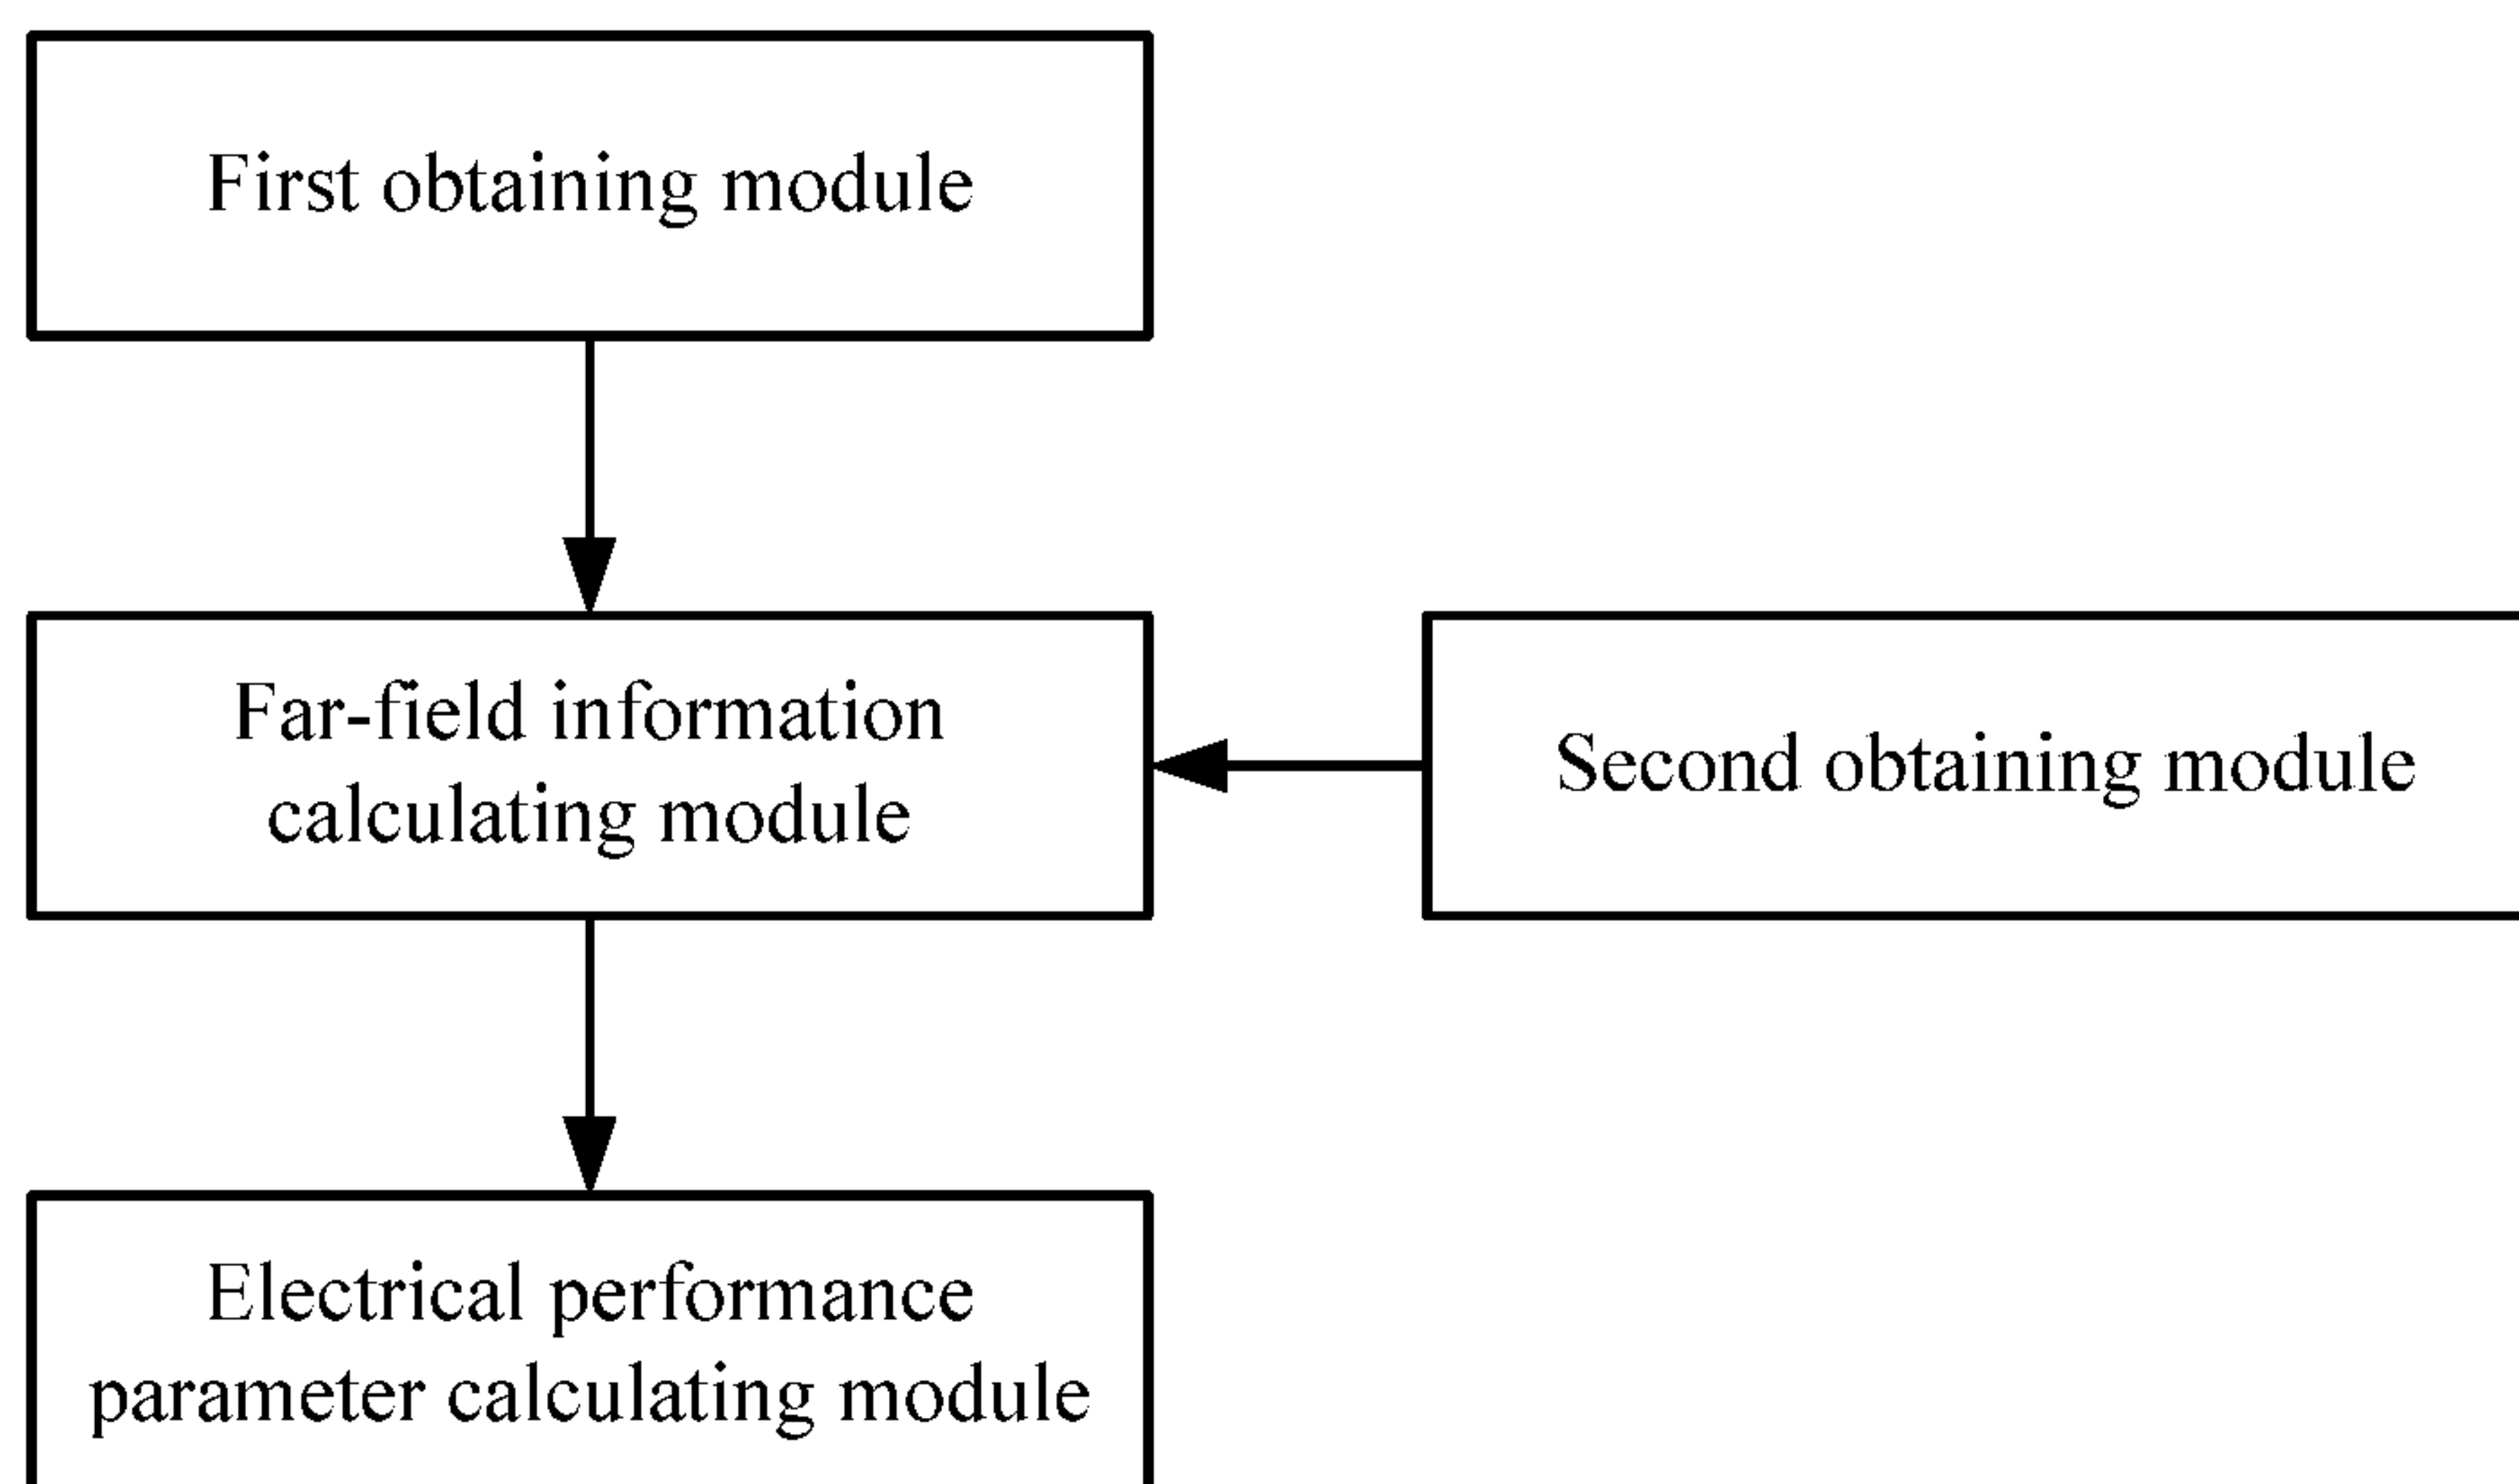 First obtaining module
Far-field information
calculating module
Second obtaining module
Electrical performance
parameter calculating module